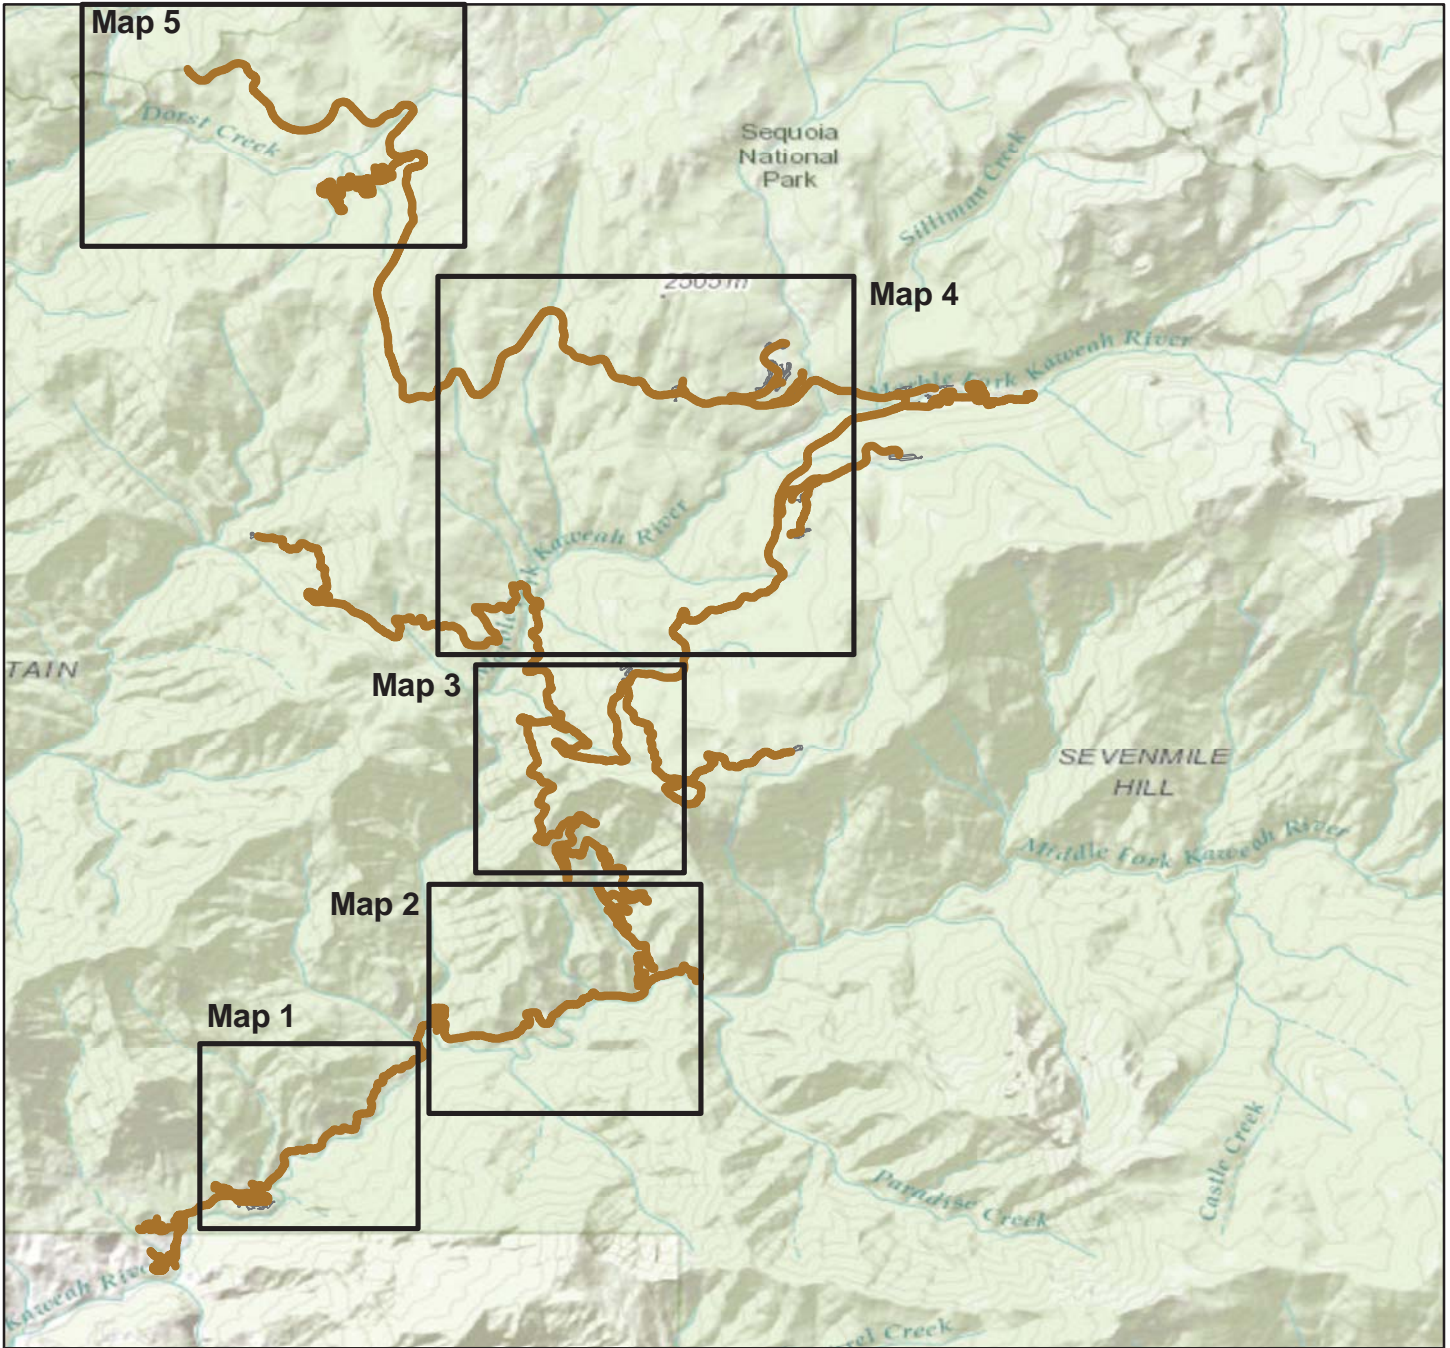 Map 5
Dorst Creek
Sequoia
National
Park
Silliman Creek
2505 m
Map 4
Marble Fork Kaweah River
Kaweah River
TAIN
Map 3
SEVENMILE
HILL
Middle Fork Kaweah River
Map 2
Map 1
Castle Creek
Paradise Creek
Kaweah River
Creek